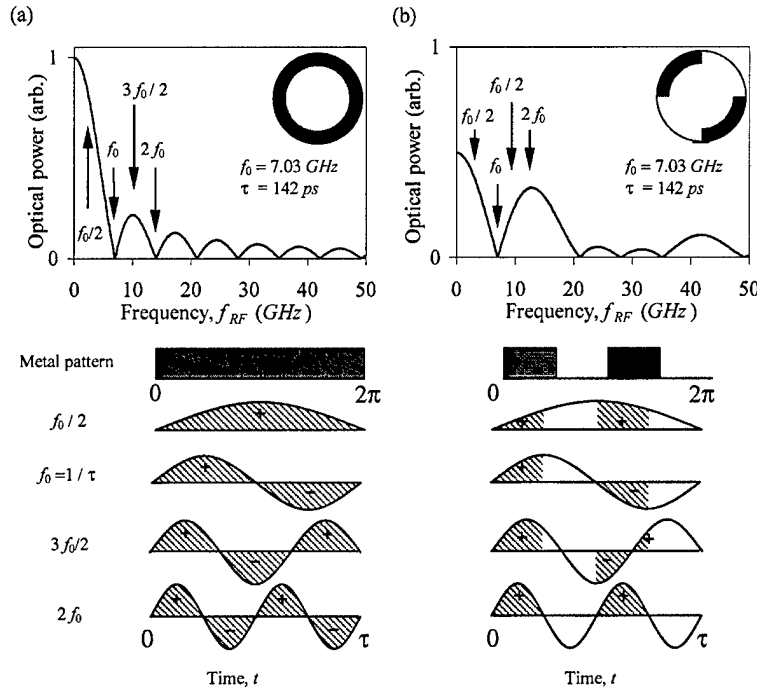 (a)
(b)
Optical power (arb.)
1
0
3 f₀ / 2
f₀
2 f₀
f₀/2
f₀ = 7.03 GHz
τ = 142 ps
0 10 20 30 40 50
Frequency, f_RF (GHz)
Optical power (arb.)
1
0
f₀ / 2
f₀ / 2
2 f₀
f₀
f₀ = 7.03 GHz
τ = 142 ps
0 10 20 30 40 50
Frequency, f_RF (GHz)
Metal pattern
0 2π
0 2π
f₀ / 2
+
+ +
f₀ =1 / τ
+ −
+ −
3 f₀/2
+ − +
+ − +
2 f₀
+ − + −
+ +
0 τ
0 τ
Time, t
Time, t